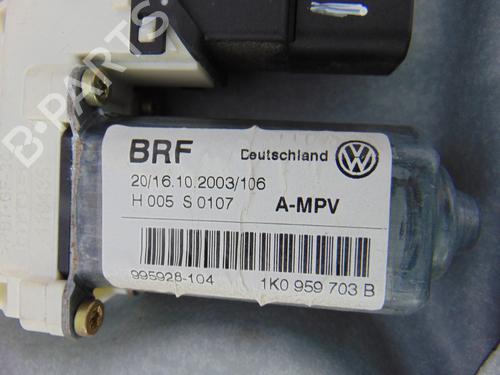 BRF Deutschland
20/16.10.2003/106
H 005 S 0107 A-MPV
995928-104 1K0 959 703 B
B-PARTS